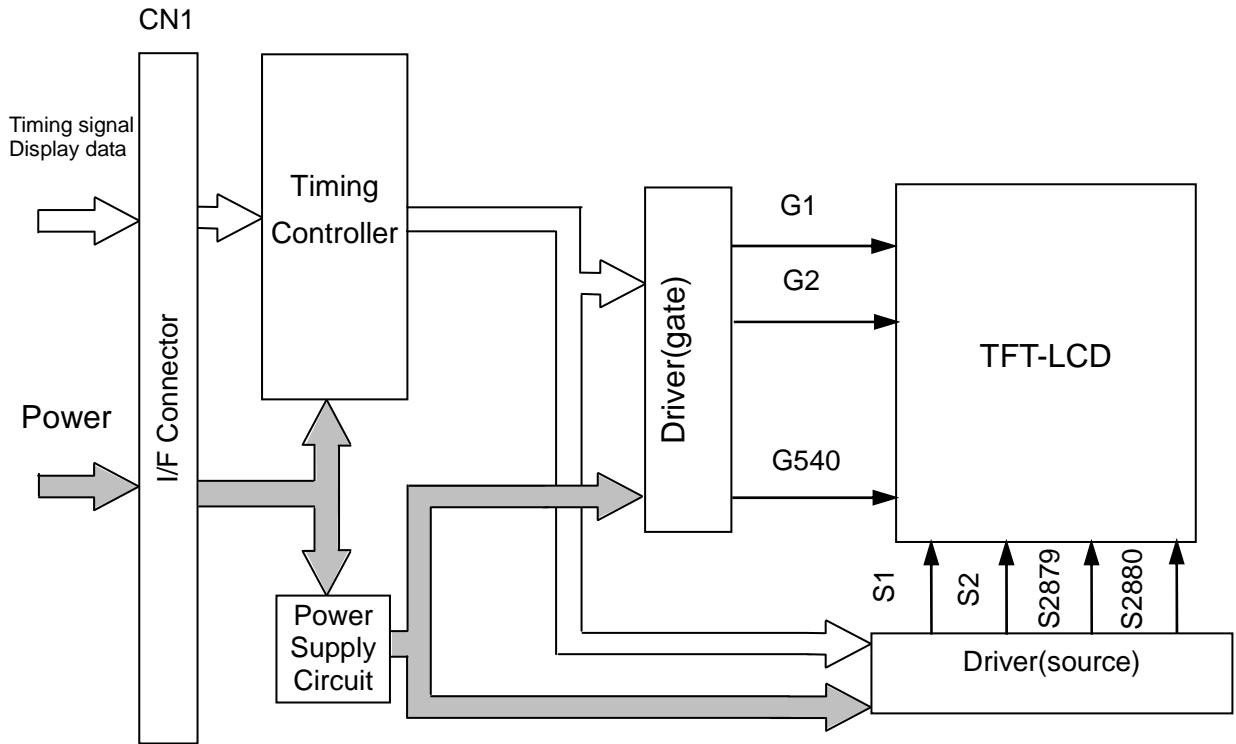 CN1
Timing signal
Display data
Timing
Controller
Power
I/F Connector
Power
Supply
Circuit
Driver(gate)
G1
G2
G540
TFT-LCD
S1
S2
S2879
S2880
Driver(source)